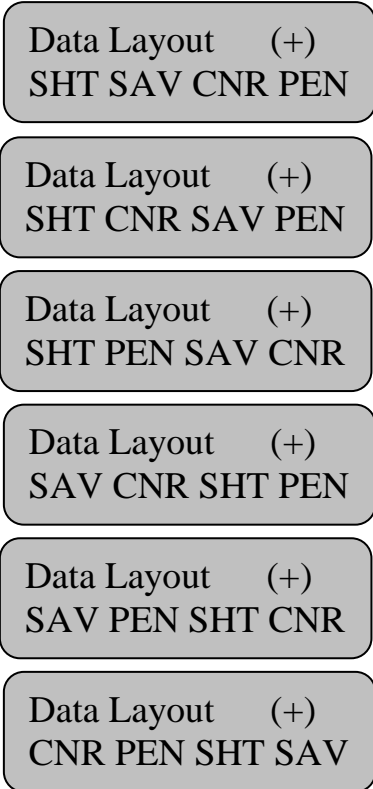 Data Layout (+)
SHT SAV CNR PEN
Data Layout (+)
SHT CNR SAV PEN
Data Layout (+)
SHT PEN SAV CNR
Data Layout (+)
SAV CNR SHT PEN
Data Layout (+)
SAV PEN SHT CNR
Data Layout (+)
CNR PEN SHT SAV